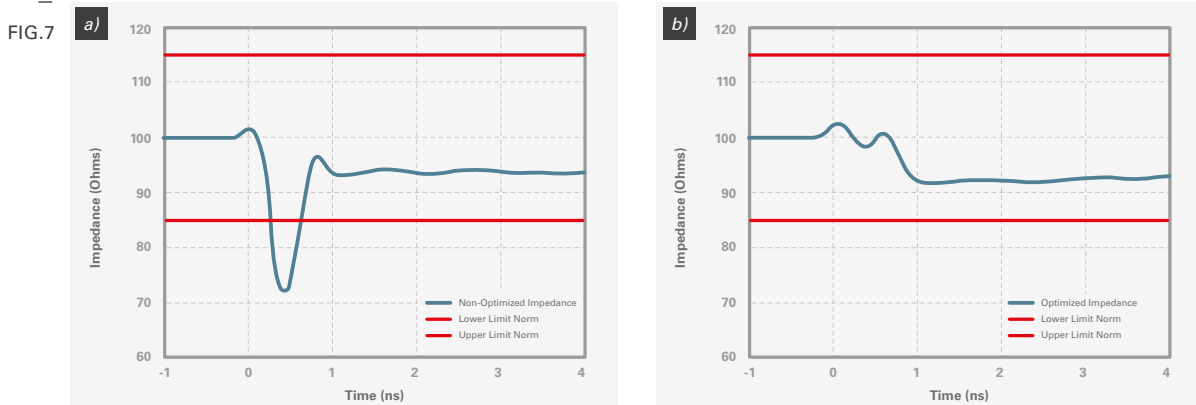 FIG.7
a)
120
110
100
90
80
70
60
-1
0
1
2
3
4
Impedance (Ohms)
Time (ns)
Non-Optimized Impedance
Lower Limit Norm
Upper Limit Norm
b)
120
110
100
90
80
70
60
-1
0
1
2
3
4
Impedance (Ohms)
Time (ns)
Optimized Impedance
Lower Limit Norm
Upper Limit Norm